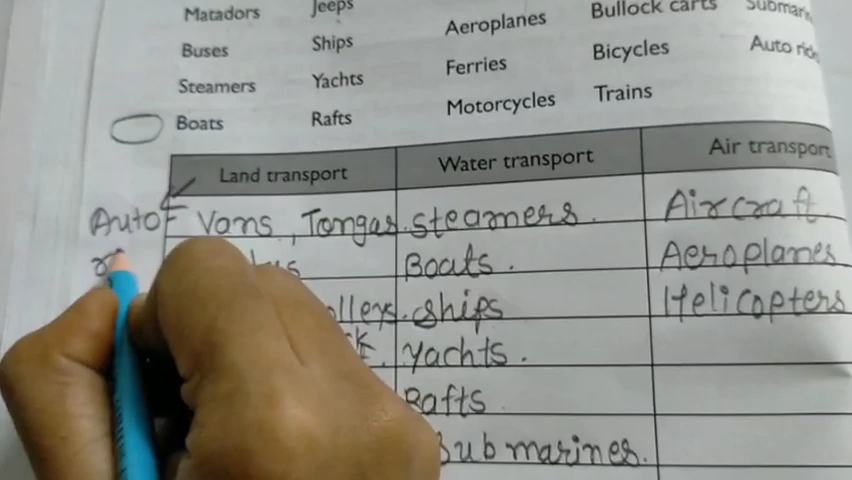 Matadors Jeeps Aeroplanes Bullock carts
Buses Ships Ferries Bicycles Auto
Steamers Yachts Motorcycles Trains
Boats Rafts
Land transport Water transport Air transport
Auto Vans, Tongas. steamers. Aircraft
Boats. Aeroplanes
ships Helicopters
Yachts.
Rafts
Submarines.